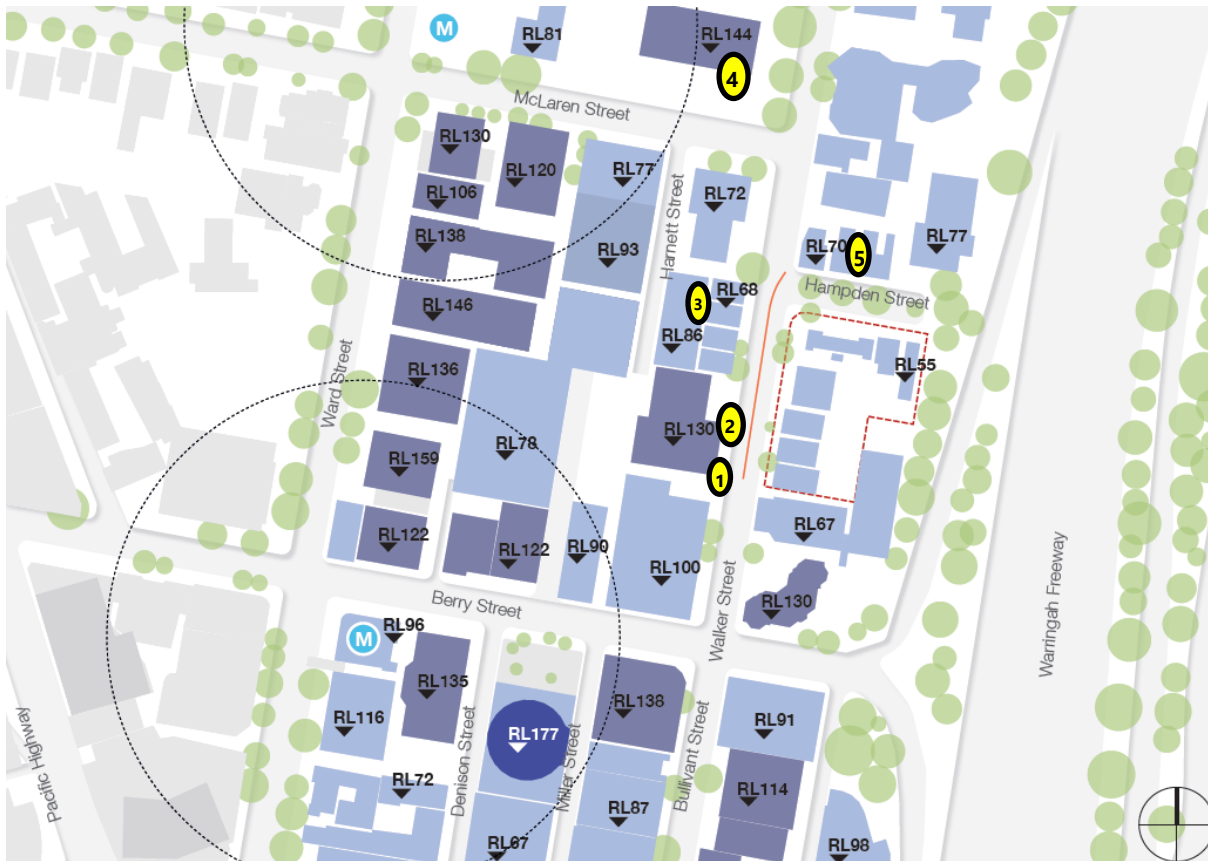 M
RL81
RL144
4
McLaren Street
RL130
RL120
RL77
RL106
RL72
Harnett Street
RL138
RL93
RL70
5
RL77
RL68
Hampden Street
3
RL146
RL86
RL55
RL136
Ward Street
2
RL130
RL78
RL159
1
RL122
RL122
RL90
RL100
RL67
Berry Street
RL130
Walker Street
Warringah Freeway
M
RL96
RL135
RL138
RL116
RL177
RL91
Pacific Highway
Denison Street
Miller Street
Bullivant Street
RL72
RL87
RL114
RL67
RL98